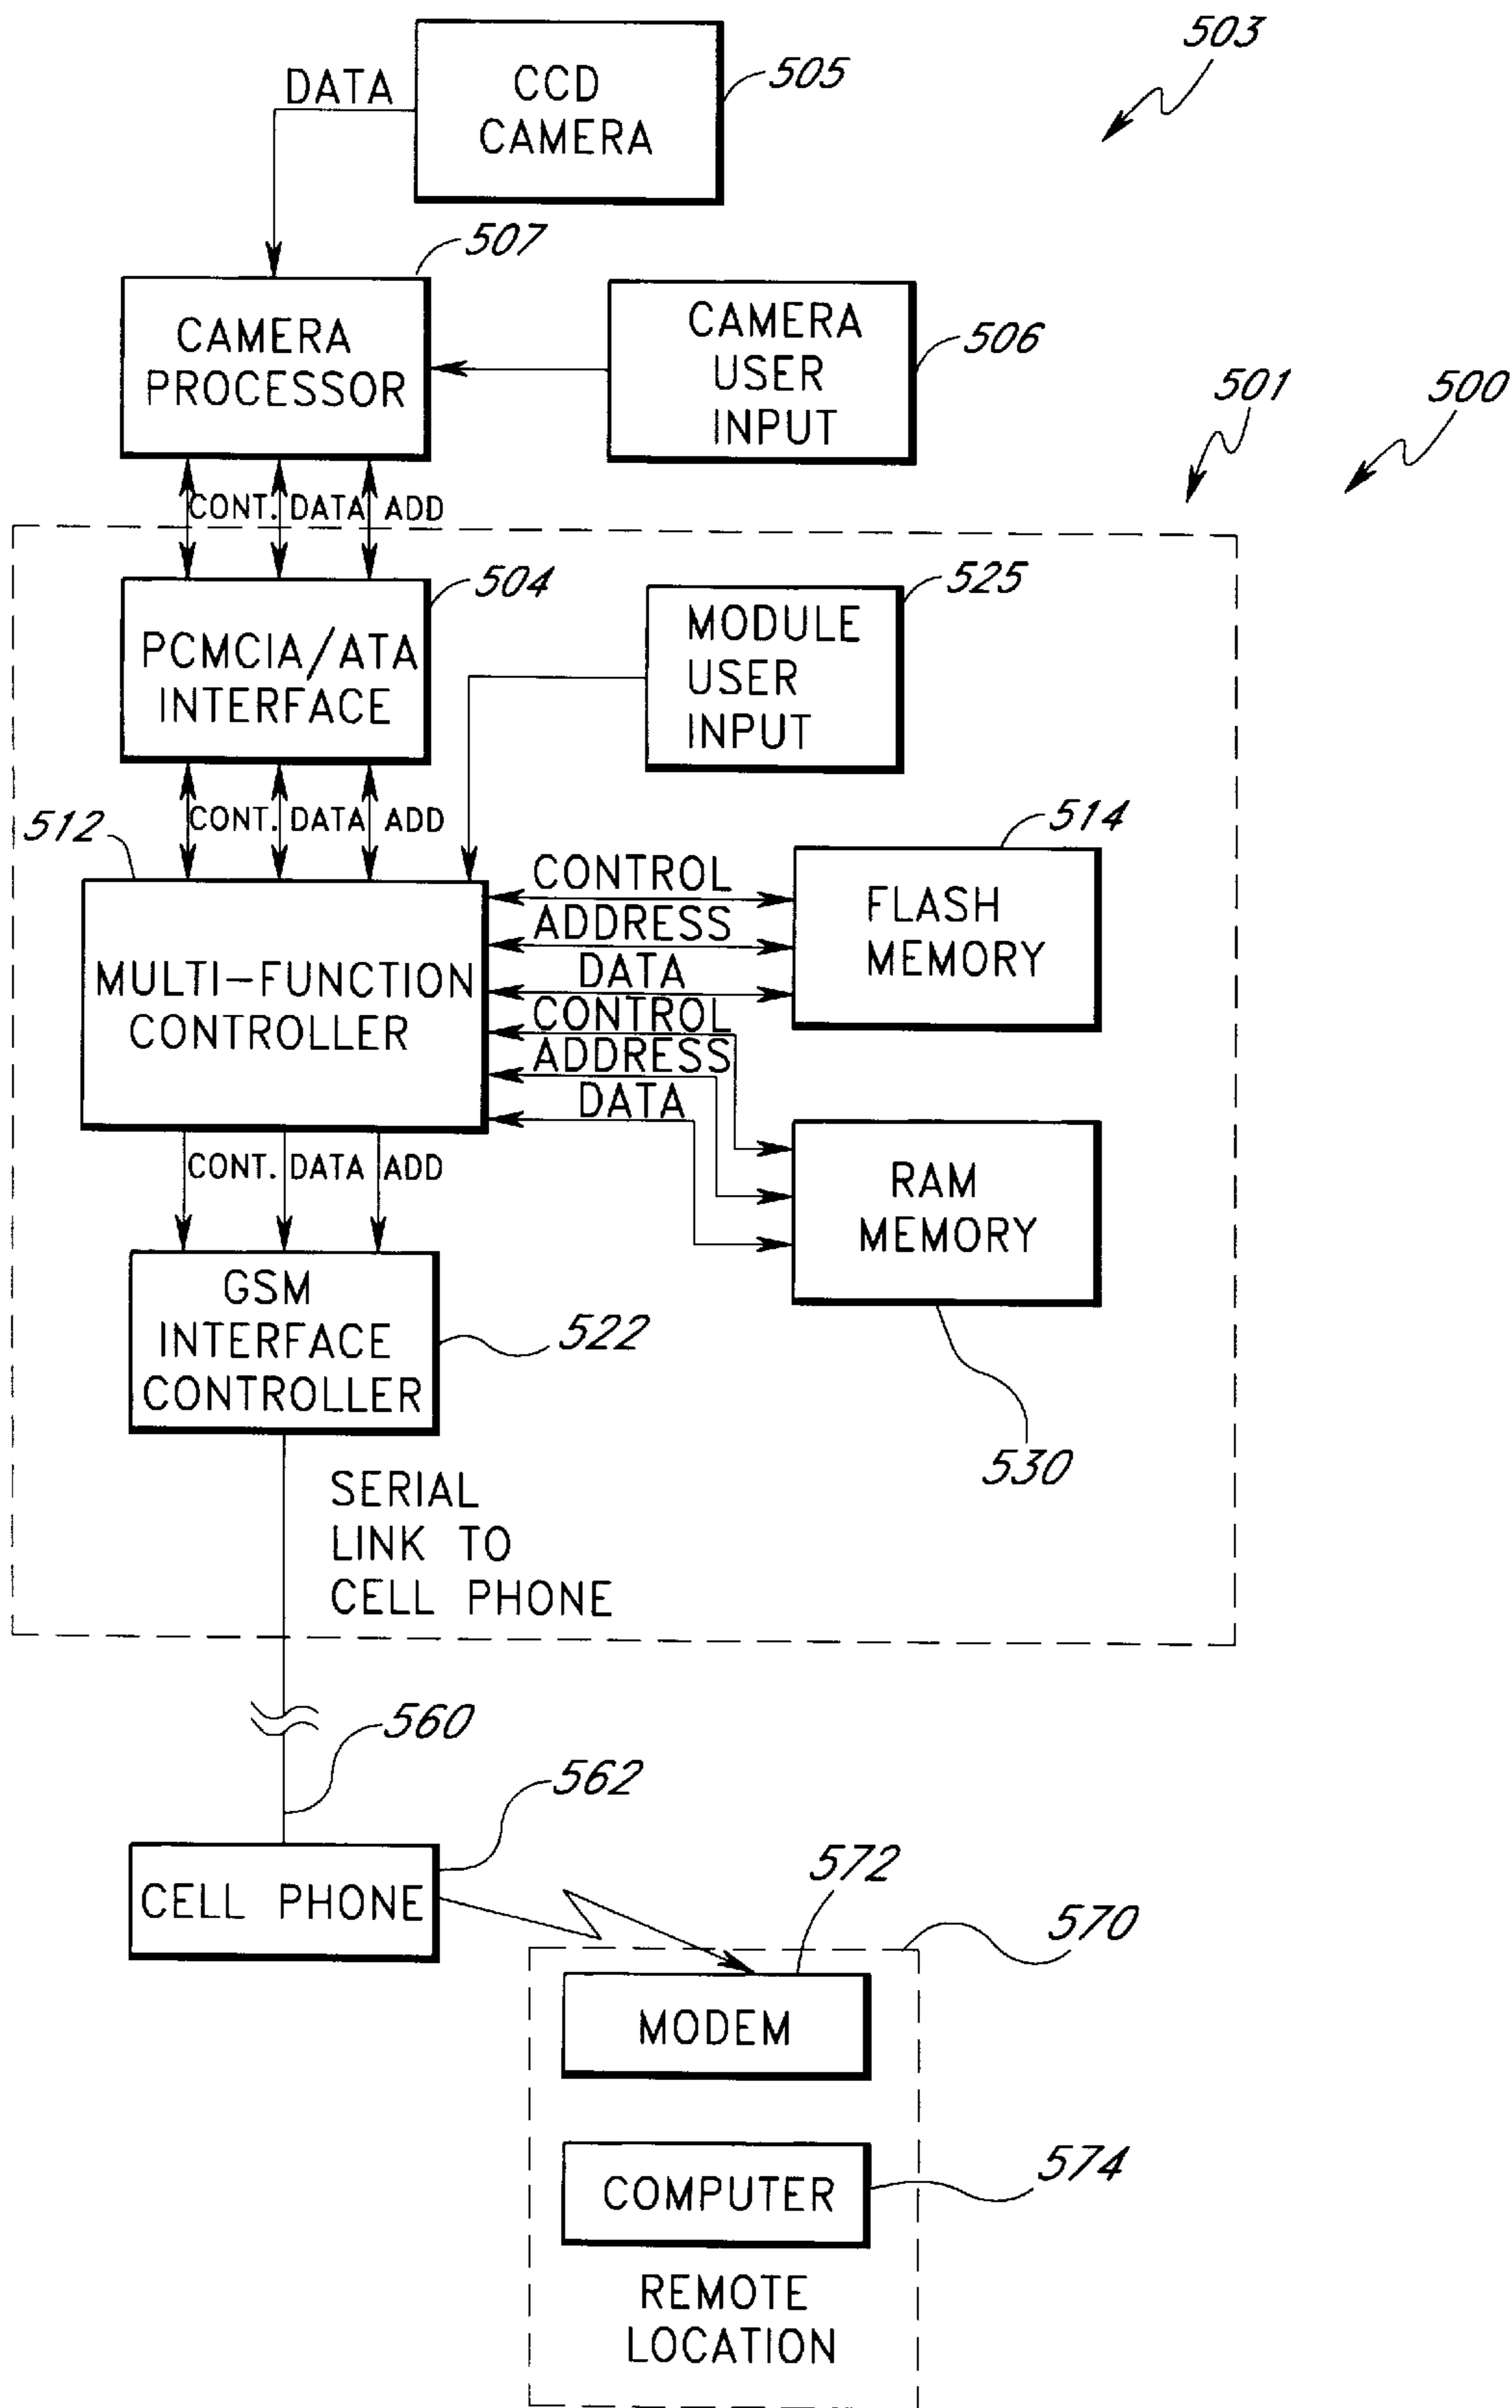 503
DATA
CCD
CAMERA
505
507
CAMERA
PROCESSOR
CAMERA
USER
INPUT
506
501
500
CONT. DATA ADD
504
PCMCIA/ATA
INTERFACE
525
MODULE
USER
INPUT
CONT. DATA ADD
512
514
CONTROL
ADDRESS
DATA
FLASH
MEMORY
MULTI-FUNCTION
CONTROLLER
CONTROL
ADDRESS
DATA
RAM
MEMORY
530
CONT. DATA ADD
GSM
INTERFACE
CONTROLLER
522
SERIAL
LINK TO
CELL PHONE
560
562
CELL PHONE
572
570
MODEM
COMPUTER
574
REMOTE
LOCATION